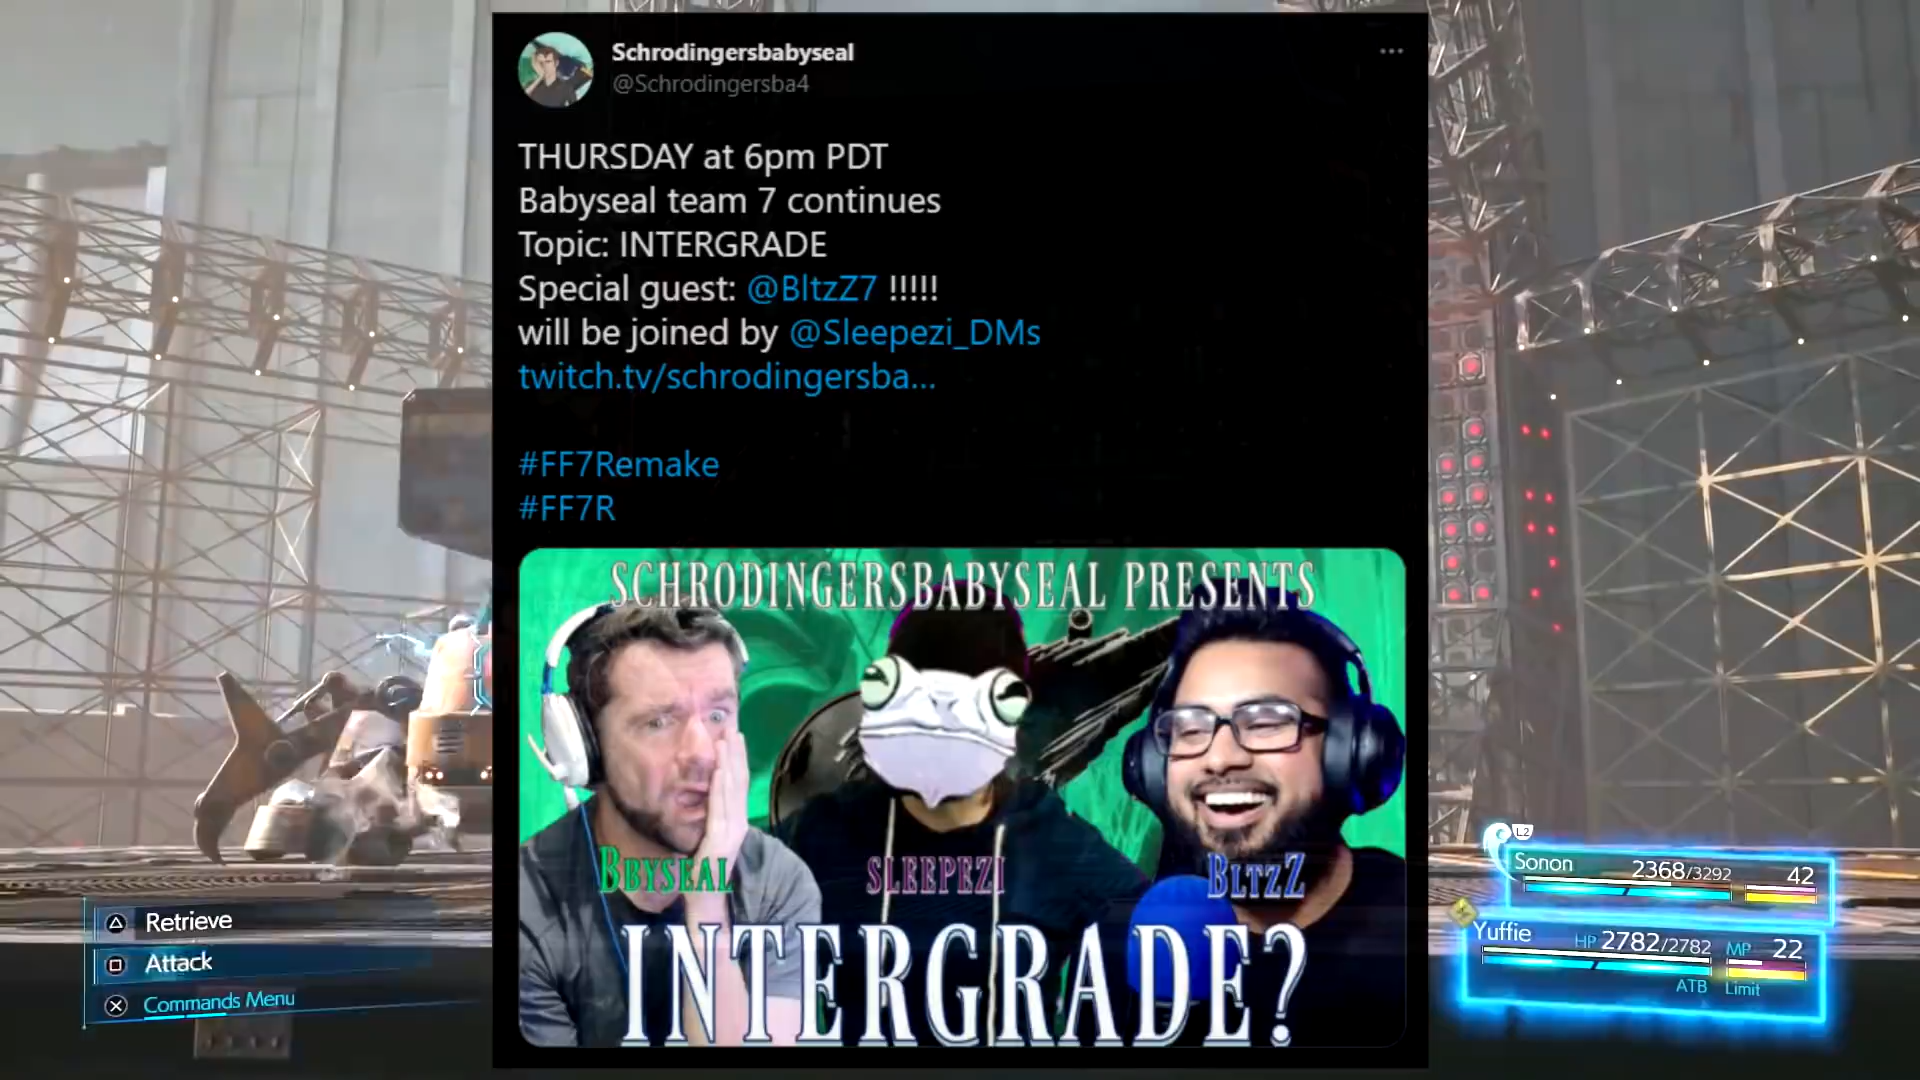 Schrodingersbabyseal
@Schrodingersba4
THURSDAY at 6pm PDT
Babyseal team 7 continues
Topic: INTERGRADE
Special guest: @BltzZ7 !!!!!
will be joined by @Sleepezi_DMs
twitch.tv/schrodingersba...
#FF7Remake
#FF7R
SCHRODINGERSBABYSEAL PRESENTS
BBYSEAL
SLEEPEZI
BLTZZ
INTERGRADE?
Retrieve
Attack
Commands Menu
L2
Sonon 2368/3292 42
Yuffie HP 2782/2782 MP 22
ATB Limit